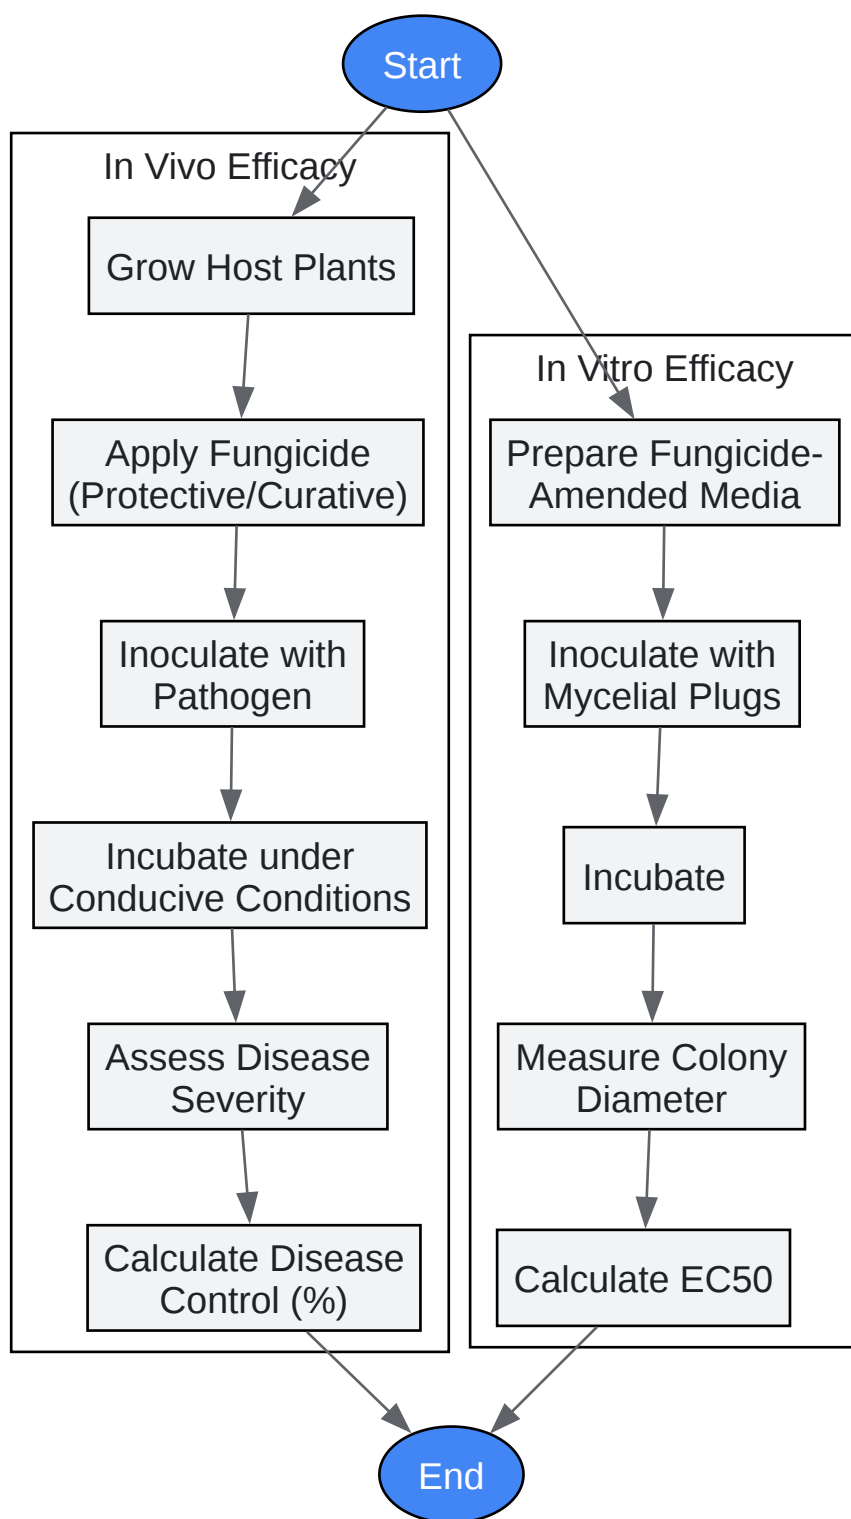 Start
In Vivo Efficacy
Grow Host Plants
Apply Fungicide
(Protective/Curative)
Inoculate with
Pathogen
Incubate under
Conducive Conditions
Assess Disease
Severity
Calculate Disease
Control (%)
In Vitro Efficacy
Prepare Fungicide-
Amended Media
Inoculate with
Mycelial Plugs
Incubate
Measure Colony
Diameter
Calculate EC50
End